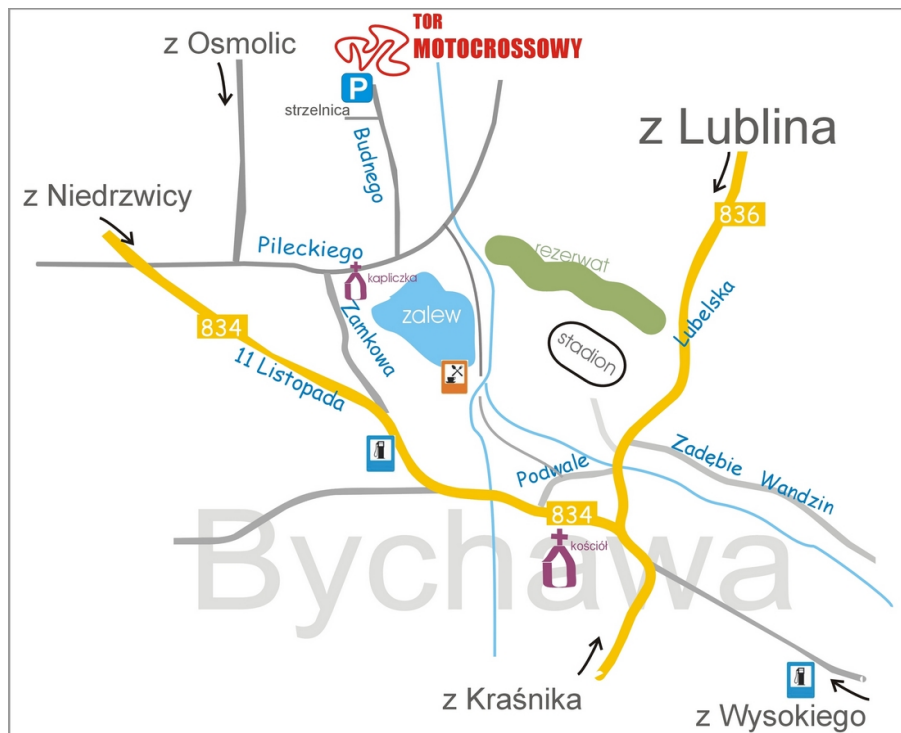 TOR
MOTOCROSSOWY
z Osmolic
P
strzelnica
Budnego
z Lublina
z Niedrzwicy
836
Pileckiego
rezerwat
kapliczka
Lubelska
zalew
Zamkowa
834
stadion
11 Listopada
Zadębie
Wandzin
Podwale
834
kościół
Bychawa
z Kraśnika
z Wysokiego